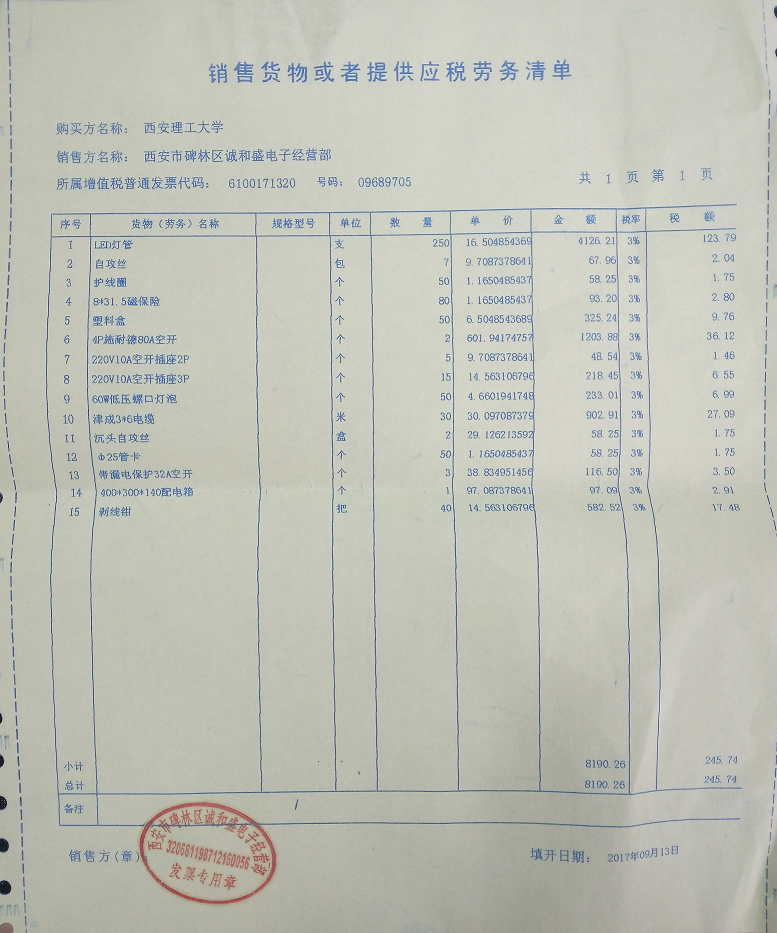 销售货物或者提供应税劳务清单
购买方名称： 西安理工大学
销售方名称： 西安市碑林区诚和盛电子经营部
所属增值税普通发票代码： 6100171320 号码： 09689705 共 1 页 第 1 页
序号 货物（劳务）名称 规格型号 单位 数 量 单 价 金 额 税率 税 额
1 LED灯管 支 250 16.504854369 4126.21 3% 123.79
2 自攻丝 包 7 9.7087378641 67.96 3% 2.04
3 护线圈 个 50 1.1650485437 58.25 3% 1.75
4 8*31.5磁保险 个 80 1.1650485437 93.20 3% 2.80
5 塑料盒 个 50 6.5048543689 325.24 3% 9.76
6 4P施耐德80A空开 个 2 601.94174757 1203.88 3% 36.12
7 220V10A空开插座2P 个 5 9.7087378641 48.54 3% 1.46
8 220V10A空开插座3P 个 15 14.563106796 218.45 3% 6.55
9 60W低压螺口灯泡 个 50 4.6601941748 233.01 3% 6.99
10 津成3*6电缆 米 30 30.097087379 902.91 3% 27.09
11 沉头自攻丝 盒 2 29.126213592 58.25 3% 1.75
12 Φ25管卡 个 50 1.1650485437 58.25 3% 1.75
13 带漏电保护32A空开 个 3 38.834951456 116.50 3% 3.50
14 400*300*140配电箱 个 1 97.087378641 97.09 3% 2.91
15 剥线钳 把 40 14.563106796 582.52 3% 17.48
小计 8190.26 245.74
总计 8190.26 245.74
备注
销售方(章): 填开日期： 2017年09月13日
西安市碑林区诚和盛电子经营部
320681198712160056
发票专用章